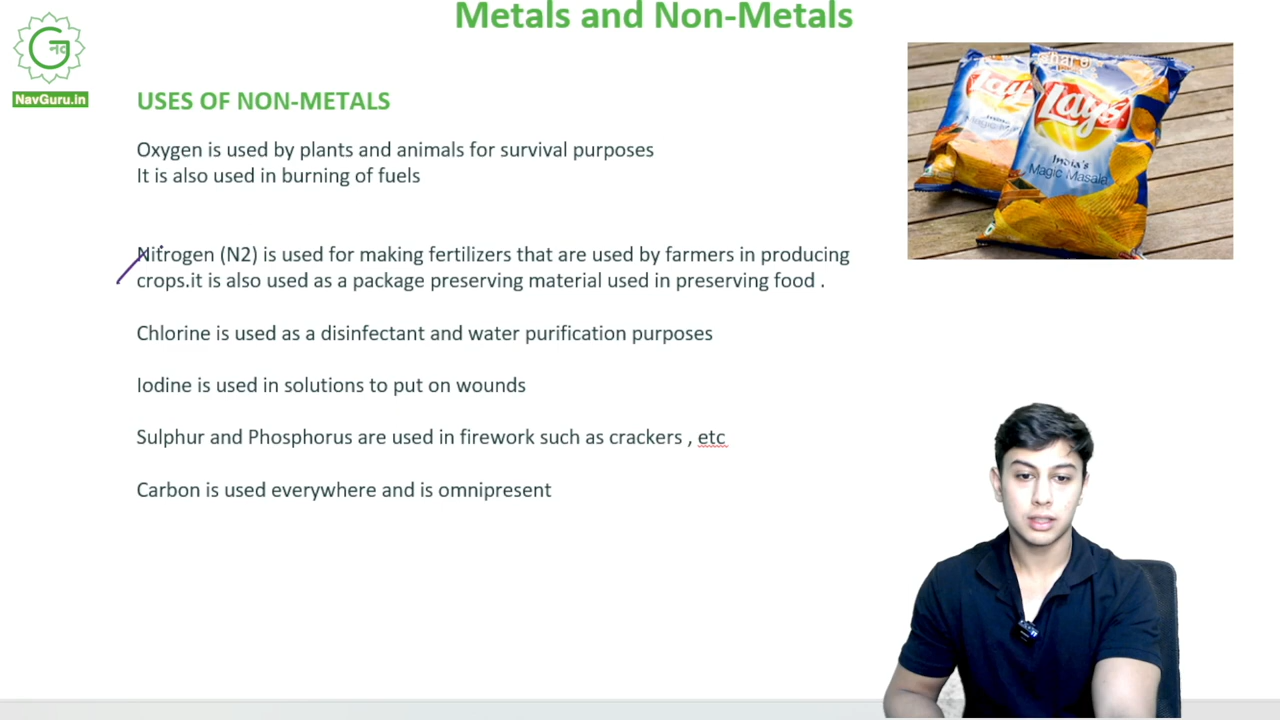 Metals and Non-Metals
नव
NavGuru.in
USES OF NON-METALS
Oxygen is used by plants and animals for survival purposes
It is also used in burning of fuels
Nitrogen (N2) is used for making fertilizers that are used by farmers in producing
crops.it is also used as a package preserving material used in preserving food .
Chlorine is used as a disinfectant and water purification purposes
Iodine is used in solutions to put on wounds
Sulphur and Phosphorus are used in firework such as crackers , etc
Carbon is used everywhere and is omnipresent
Lay's
India's
Magic Masala
Lay's
Magic